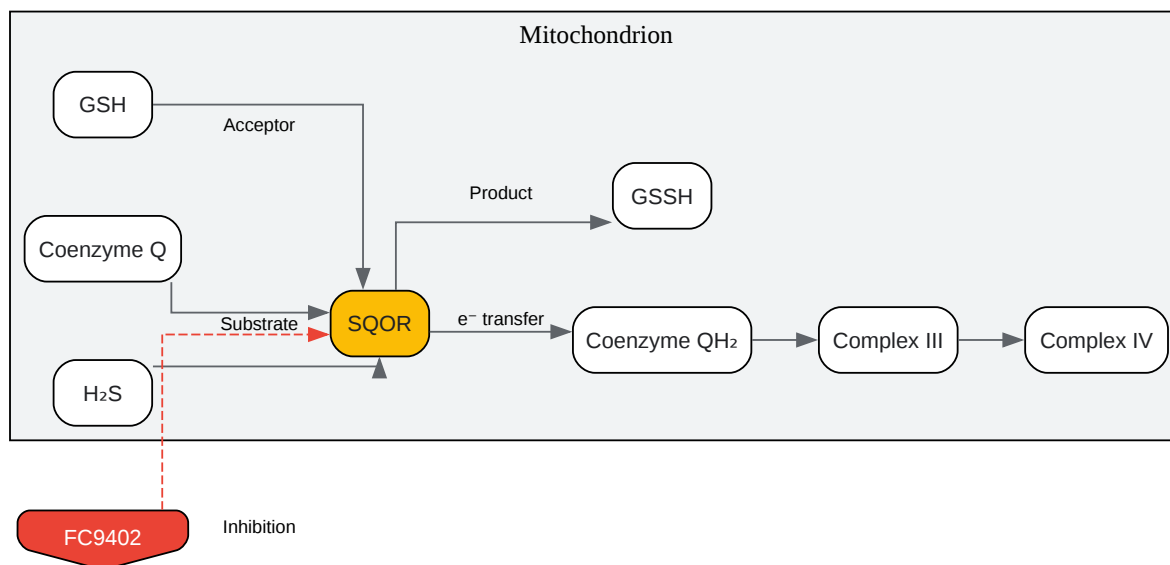 Mitochondrion
GSH
Acceptor
Product
GSSH
Coenzyme Q
Substrate
SQOR
e⁻ transfer
Coenzyme QH₂
Complex III
Complex IV
H₂S
FC9402
Inhibition